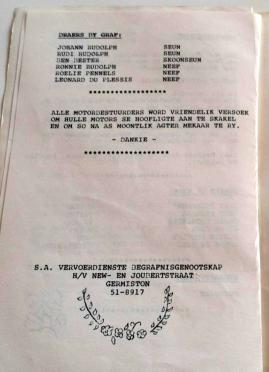 DRAERS BY GRAF:
JOHANN RUDOLPH SEUN
RUDI RUDOLPH SEUN
BEN BESTER SKOONSEUN
RONNIE RUDOLPH NEEF
ROELIE PENNELS NEEF
LEONARD DU PLESSIS NEEF
*******************
ALLE MOTORBESTUURDERS WORD VRIENDELIK VERSOEK
OM HULLE MOTORS SE HOOFLIGTE AAN TE SKAKEL
EN OM SO NA AS MOONTLIK AGTER MEKAAR TE RY.
- DANKIE -
*******************
S.A. VERVOERDIENSTE BEGRAFNISGENOOTSKAP
H/V NEW- EN JOUBERTSTRAAT
GERMISTON
51-8917